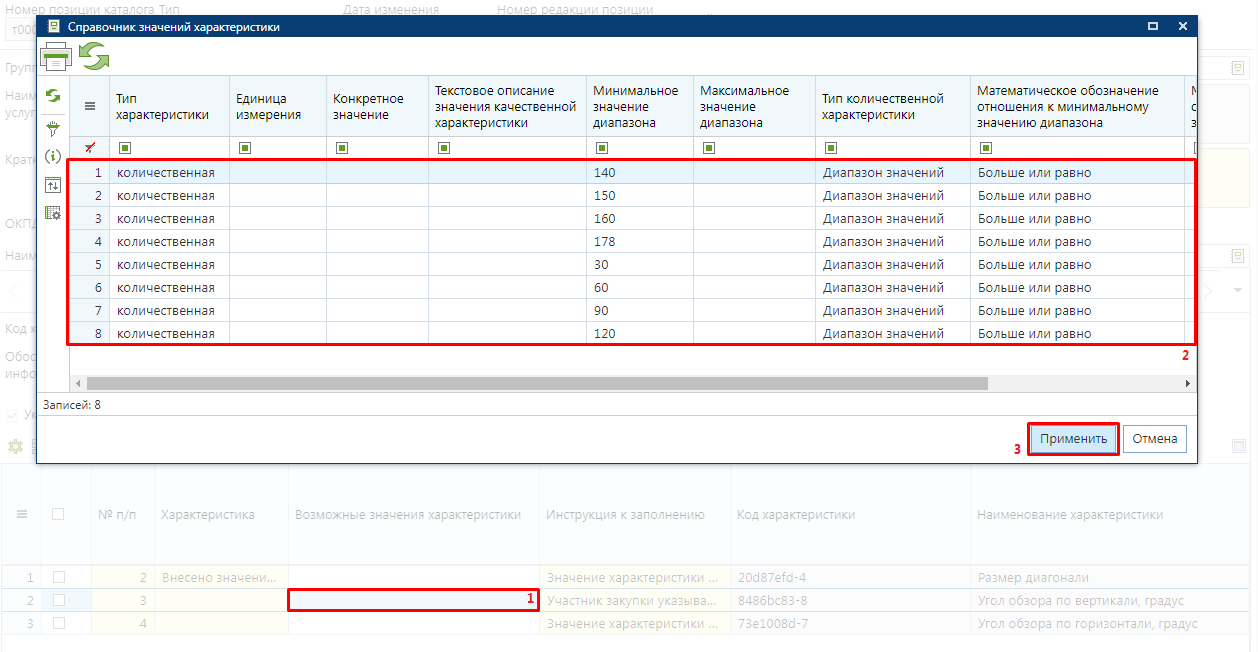 Номер позиции каталога Тип Дата изменения Номер редакции позиции
Справочник значений характеристики
Тип характеристики Единица измерения Конкретное значение Текстовое описание значения качественной характеристики Минимальное значение диапазона Максимальное значение диапазона Тип количественной характеристики Математическое обозначение отношения к минимальному значению диапазона
1 количественная 140 Диапазон значений Больше или равно
2 количественная 150 Диапазон значений Больше или равно
3 количественная 160 Диапазон значений Больше или равно
4 количественная 178 Диапазон значений Больше или равно
5 количественная 30 Диапазон значений Больше или равно
6 количественная 60 Диапазон значений Больше или равно
7 количественная 90 Диапазон значений Больше или равно
8 количественная 120 Диапазон значений Больше или равно
2
Записей: 8
3 Применить Отмена
№ п/п Характеристика Возможные значения характеристики Инструкция к заполнению Код характеристики Наименование характеристики
1 2 Внесено значени... Значение характеристики ... 20d87efd-4 Размер диагонали
2 3 1 Участник закупки указыва... 8486bc83-8 Угол обзора по вертикали, градус
3 4 Значение характеристики ... 73e1008d-7 Угол обзора по горизонтали, градус